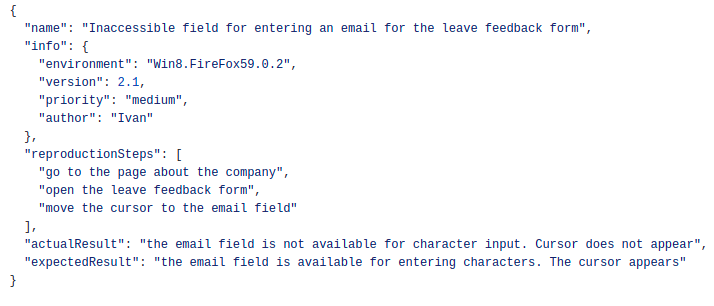 {
  "name": "Inaccessible field for entering an email for the leave feedback form",
  "info": {
    "environment": "Win8.FireFox59.0.2",
    "version": 2.1,
    "priority": "medium",
    "author": "Ivan"
  },
  "reproductionSteps": [
    "go to the page about the company",
    "open the leave feedback form",
    "move the cursor to the email field"
  ],
  "actualResult": "the email field is not available for character input. Cursor does not appear",
  "expectedResult": "the email field is available for entering characters. The cursor appears"
}